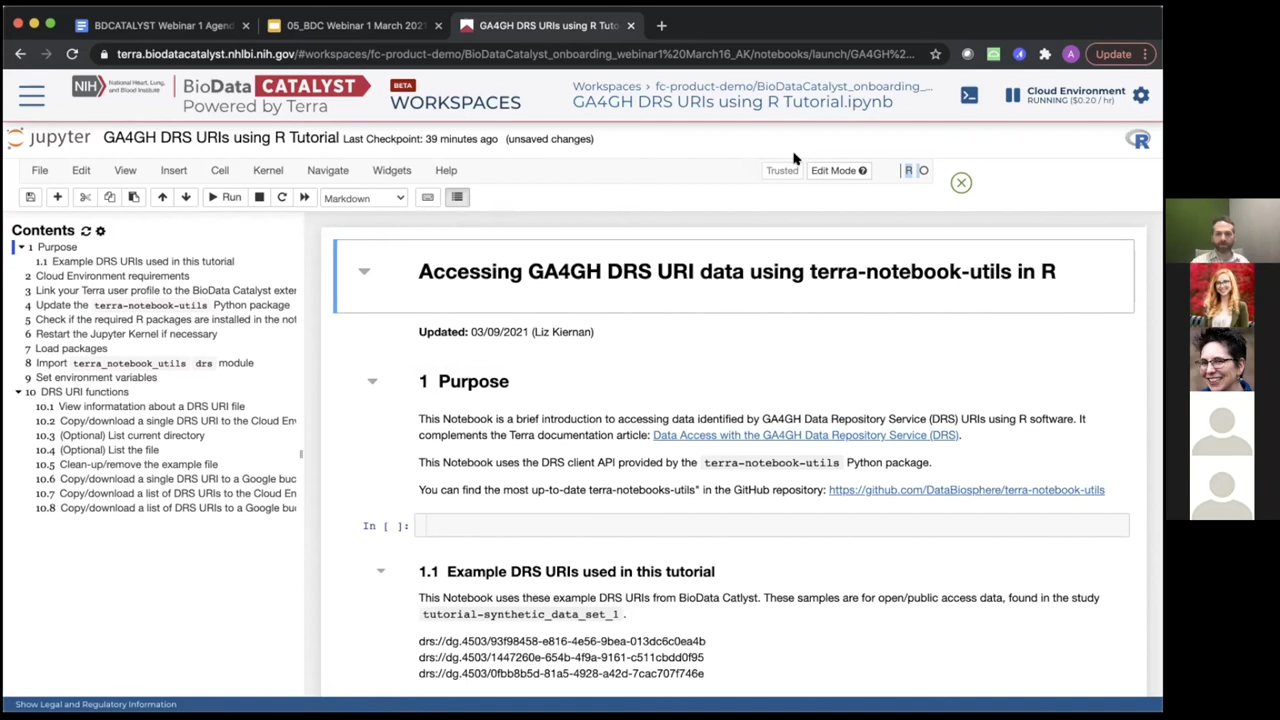 BDCATALYST Webinar 1 Agend
05_BDC Webinar 1 March 2021
GA4GH DRS URIs using R Tuto
terra.biodatacatalyst.nhlbi.nih.gov/#workspaces/fc-product-demo/BioDataCatalyst_onboarding_webinar1%20March16_AK/notebooks/launch/GA4GH%2...
A
Update
NIH National Heart, Lung, and Blood Institute
BioData CATALYST
Powered by Terra
BETA
WORKSPACES
Workspaces › fc-product-demo/BioDataCatalyst_onboarding_...
GA4GH DRS URIs using R Tutorial.ipynb
Cloud Environment
RUNNING ($0.20 / hr)
jupyter GA4GH DRS URIs using R Tutorial Last Checkpoint: 39 minutes ago (unsaved changes)
R
File Edit View Insert Cell Kernel Navigate Widgets Help
Trusted Edit Mode R
Run Markdown
Contents
1 Purpose
1.1 Example DRS URIs used in this tutorial
2 Cloud Environment requirements
3 Link your Terra user profile to the BioData Catalyst exter
4 Update the terra-notebook-utils Python package
5 Check if the required R packages are installed in the not
6 Restart the Jupyter Kernel if necessary
7 Load packages
8 Import terra_notebook_utils drs module
9 Set environment variables
10 DRS URI functions
10.1 View informatation about a DRS URI file
10.2 Copy/download a single DRS URI to the Cloud En
10.3 (Optional) List current directory
10.4 (Optional) List the file
10.5 Clean-up/remove the example file
10.6 Copy/download a single DRS URI to a Google buc
10.7 Copy/download a list of DRS URIs to the Cloud En
10.8 Copy/download a list of DRS URIs to a Google bu
Accessing GA4GH DRS URI data using terra-notebook-utils in R
Updated: 03/09/2021 (Liz Kiernan)
1 Purpose
This Notebook is a brief introduction to accessing data identified by GA4GH Data Repository Service (DRS) URIs using R software. It
complements the Terra documentation article: Data Access with the GA4GH Data Repository Service (DRS).
This Notebook uses the DRS client API provided by the terra-notebook-utils Python package.
You can find the most up-to-date terra-notebooks-utils" in the GitHub repository: https://github.com/DataBiosphere/terra-notebook-utils
In [ ]:
1.1 Example DRS URIs used in this tutorial
This Notebook uses these example DRS URIs from BioData Catlyst. These samples are for open/public access data, found in the study
tutorial-synthetic_data_set_1 .
drs://dg.4503/93f98458-e816-4e56-9bea-013dc6c0ea4b
drs://dg.4503/1447260e-654b-4f9a-9161-c511cbdd0f95
drs://dg.4503/0fbb8b5d-81a5-4928-a42d-7cac707f746e
Show Legal and Regulatory Information